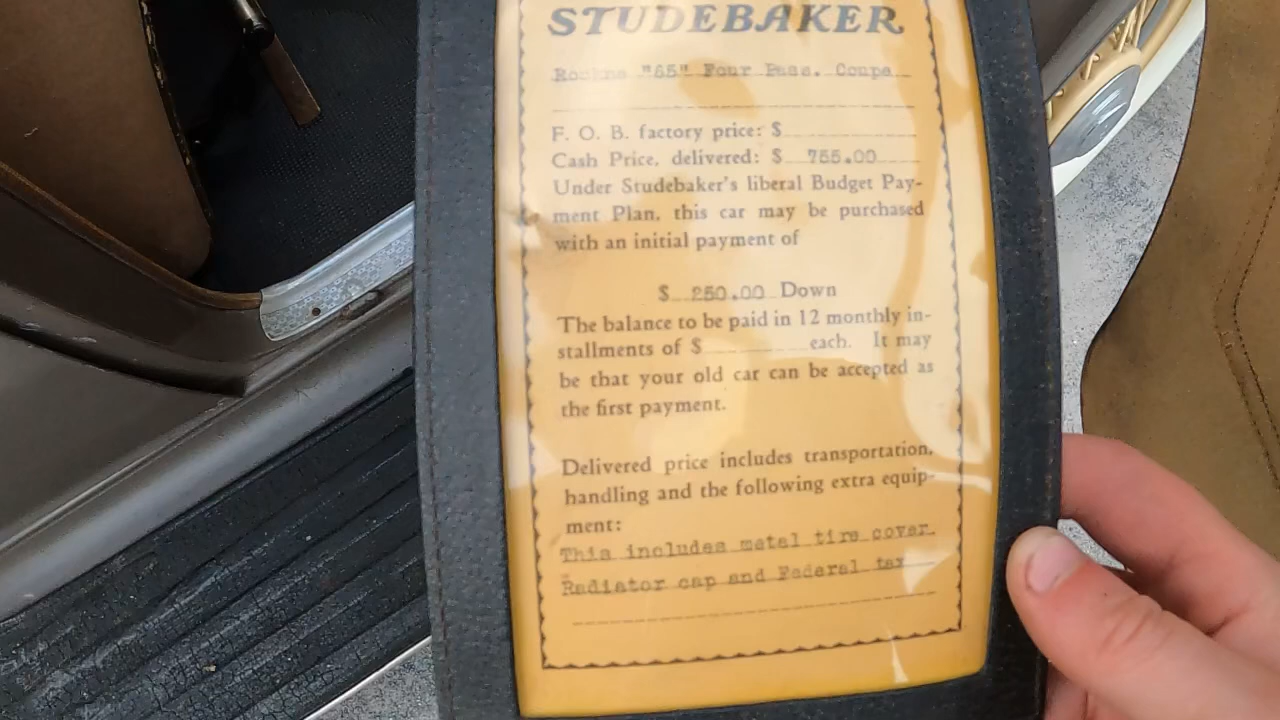 STUDEBAKER
Rockne "65" Four Pass. Coupe
F. O. B. factory price: $
Cash Price, delivered: $ 755.00
Under Studebaker's liberal Budget Pay-
ment Plan, this car may be purchased
with an initial payment of
$ 250.00 Down
The balance to be paid in 12 monthly in-
stallments of $ each. It may
be that your old car can be accepted as
the first payment.
Delivered price includes transportation,
handling and the following extra equip-
ment:
This includes metal tire cover
Radiator cap and Federal tax